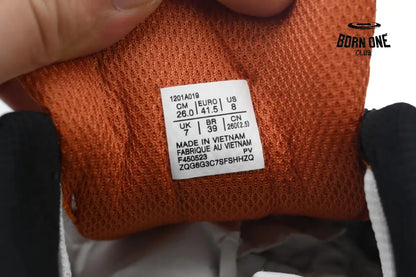 BORN ONE
CLUB
1201A019
CM EURO US
26.0 41.5 8
UK BR CN
7 39 260(2.5)
MADE IN VIETNAM
FABRIQUE AU VIETNAM
F450523 PV
ZQG6G3C7SFSHHZQ